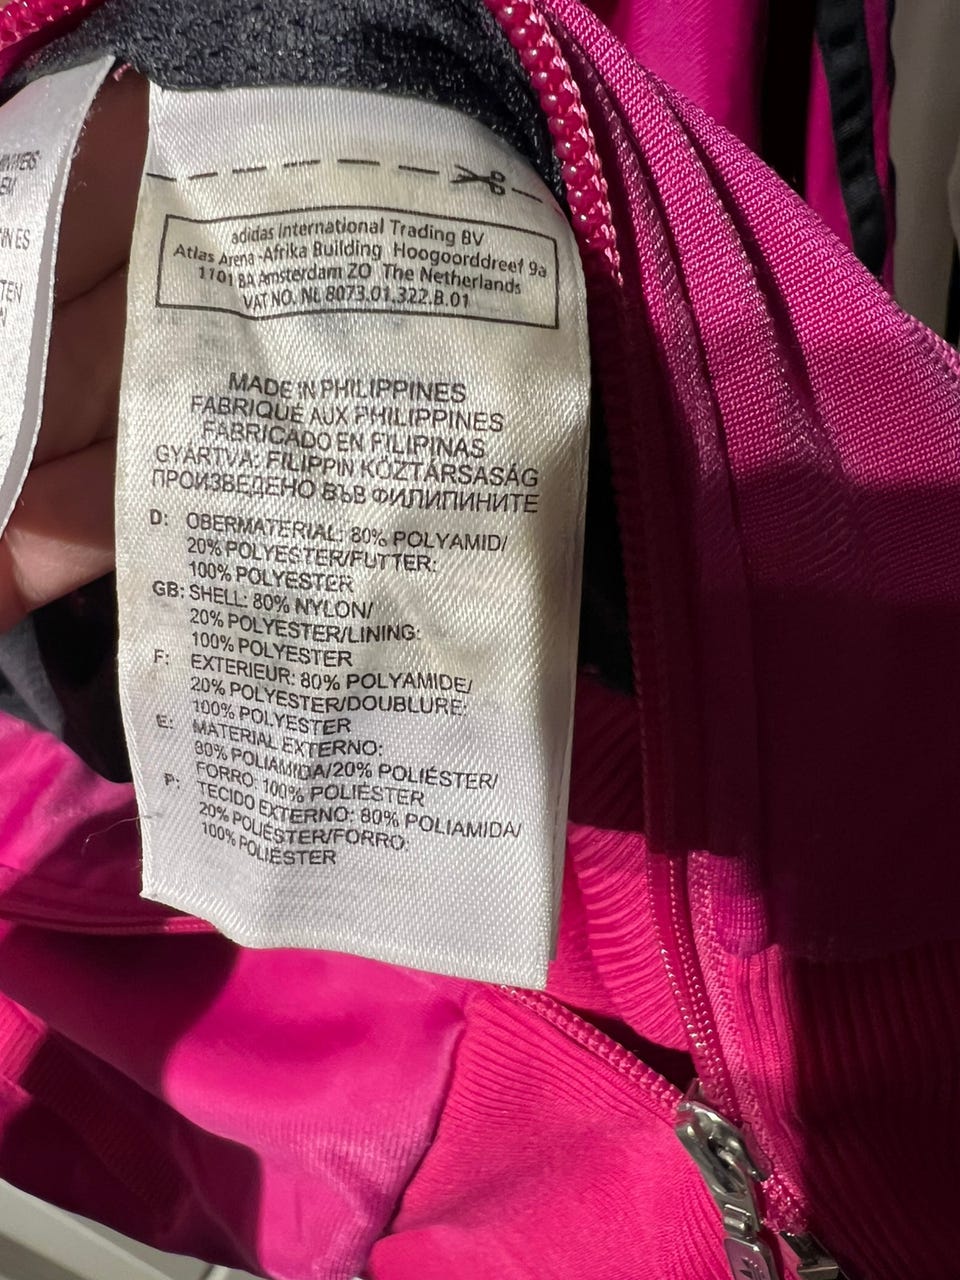 adidas International Trading BV
Atlas Arena -Afrika Building Hoogoorddreef 9a
1101 BA Amsterdam ZO The Netherlands
VAT NO. NL 8073.01.322.B.01
MADE IN PHILIPPINES
FABRIQUÉ AUX PHILIPPINES
FABRICADO EN FILIPINAS
GYÁRTVA: FILIPPIN KÖZTÁRSASÁG
ПРОИЗВЕДЕНО ВЪВ ФИЛИПИНИТЕ
D: OBERMATERIAL: 80% POLYAMID/
20% POLYESTER/FUTTER:
100% POLYESTER
GB: SHELL: 80% NYLON/
20% POLYESTER/LINING:
100% POLYESTER
F: EXTERIEUR: 80% POLYAMIDE/
20% POLYESTER/DOUBLURE:
100% POLYESTER
E: MATERIAL EXTERNO:
80% POLIAMIDA/20% POLIÉSTER/
FORRO: 100% POLIÉSTER
P: TECIDO EXTERNO: 80% POLIAMIDA/
20% POLIÉSTER/FORRO:
100% POLIÉSTER